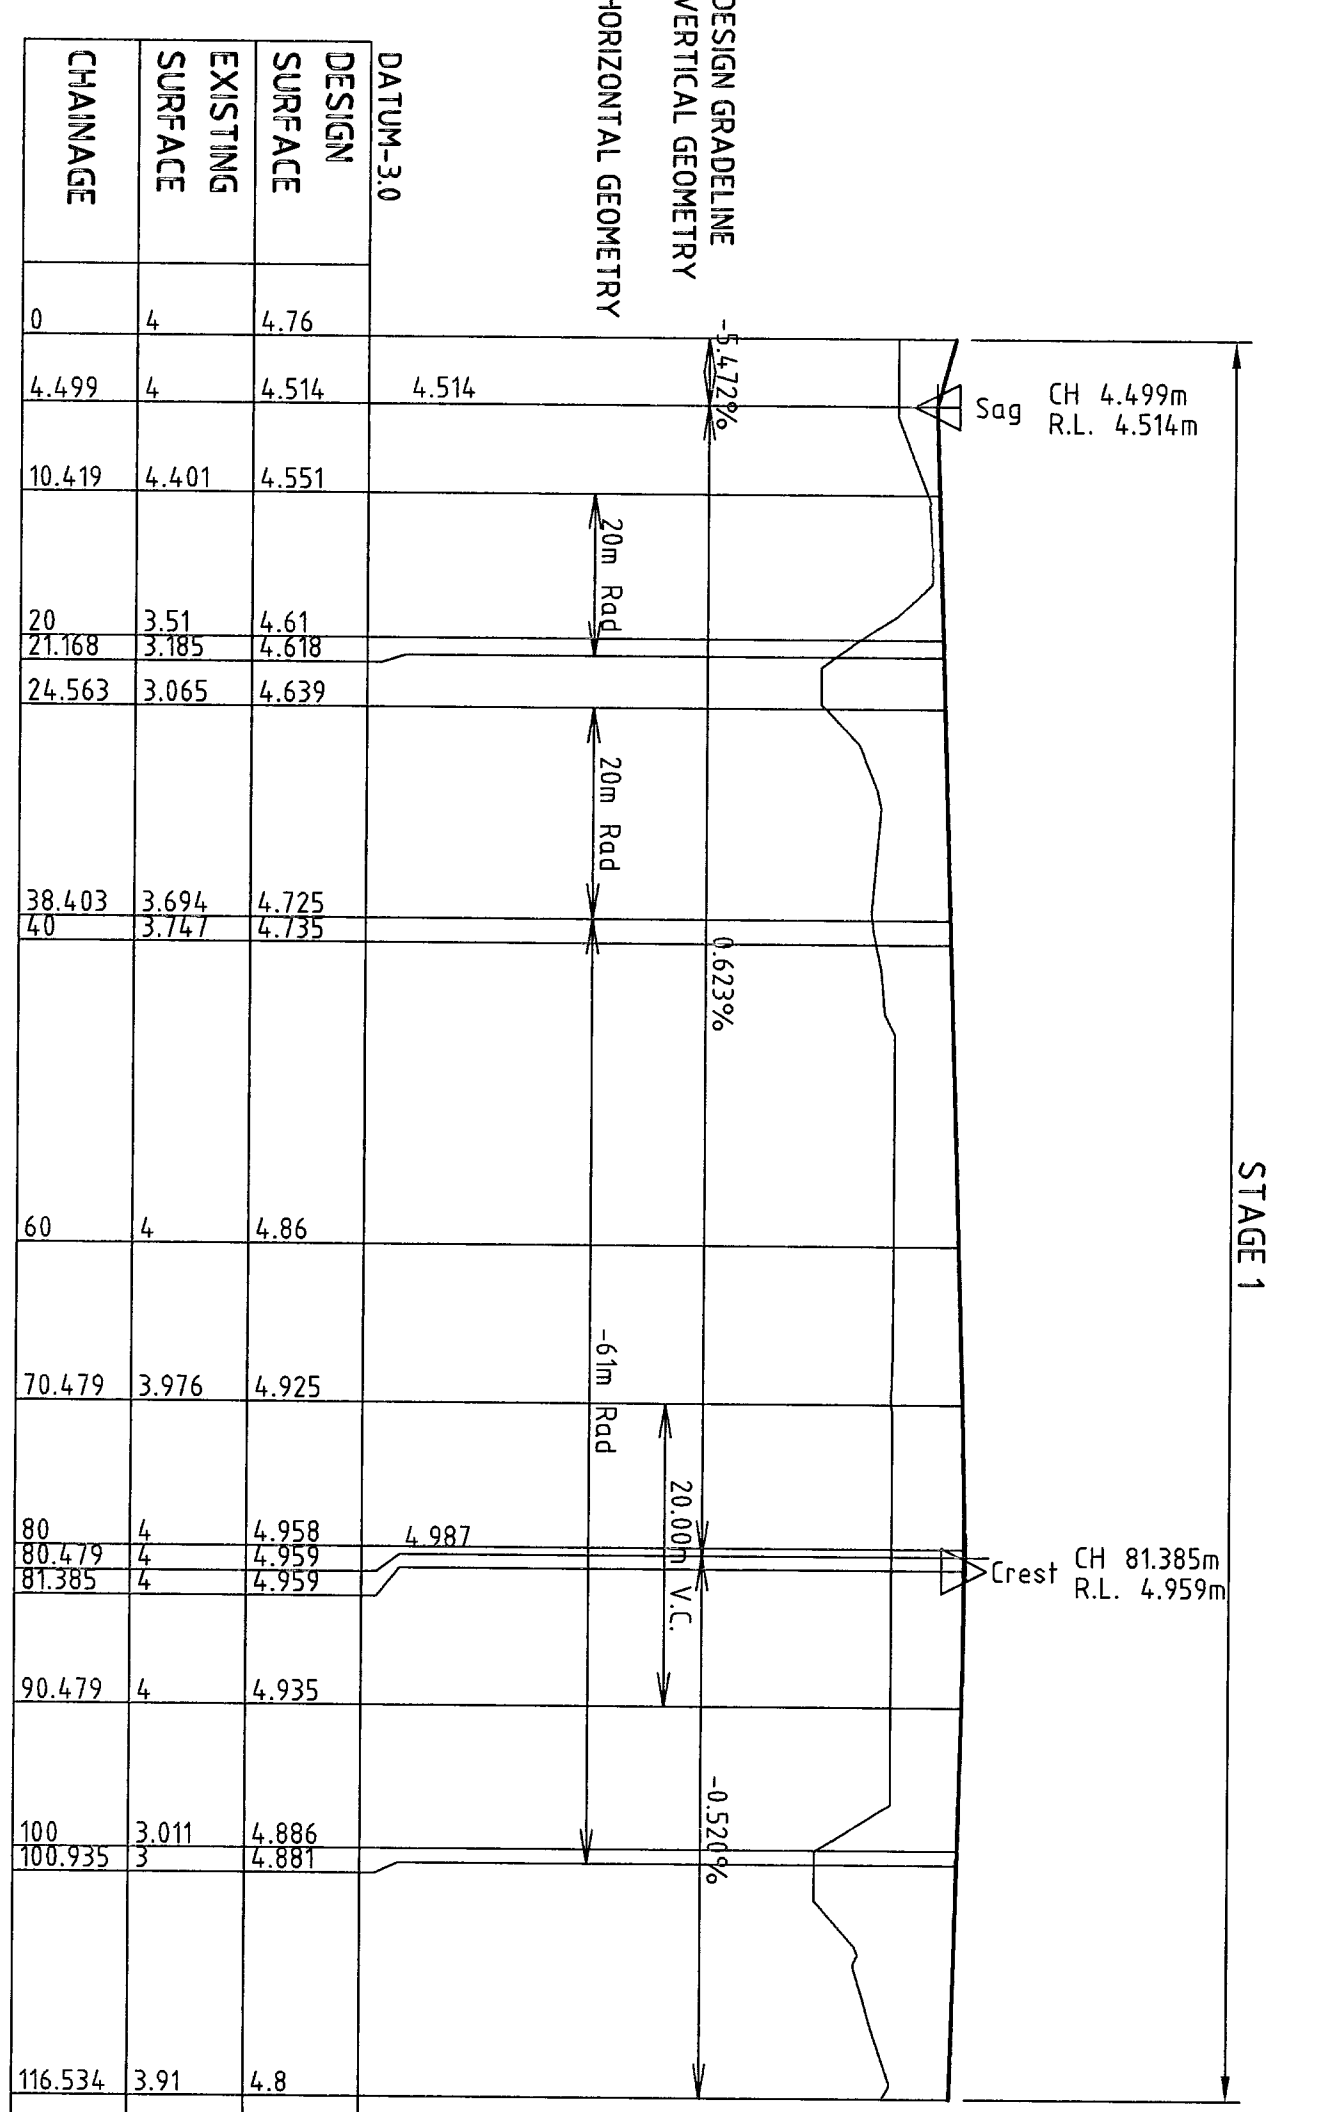 STAGE 1
Sag
CH 4.499m
R.L. 4.514m
Crest
CH 81.385m
R.L. 4.959m
DESIGN GRADELINE
VERTICAL GEOMETRY
-5.472%
0.623%
-0.520%
20.00m V.C.
HORIZONTAL GEOMETRY
20m Rad
20m Rad
-61m Rad
4.514
4.987
DATUM-3.0
DESIGN
SURFACE
4.76
4.514
4.551
4.61
4.618
4.639
4.725
4.735
4.86
4.925
4.958
4.959
4.959
4.935
4.886
4.881
4.8
EXISTING
SURFACE
4
4
4.401
3.51
3.185
3.065
3.694
3.747
4
3.976
4
4
4
4
3.011
3
3.91
CHAINAGE
0
4.499
10.419
20
21.168
24.563
38.403
40
60
70.479
80
80.479
81.385
90.479
100
100.935
116.534